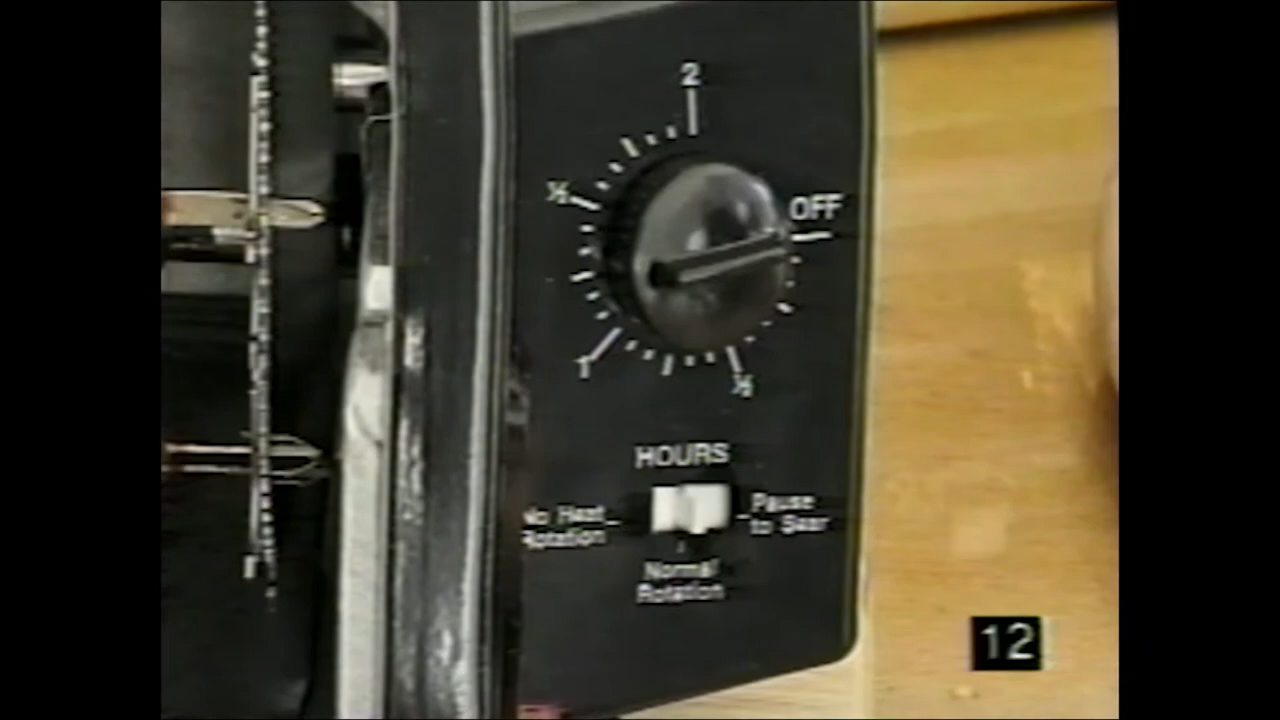 2
½
OFF
1
½
HOURS
No Heat
Rotation
Pause
to Sear
Normal
Rotation
12